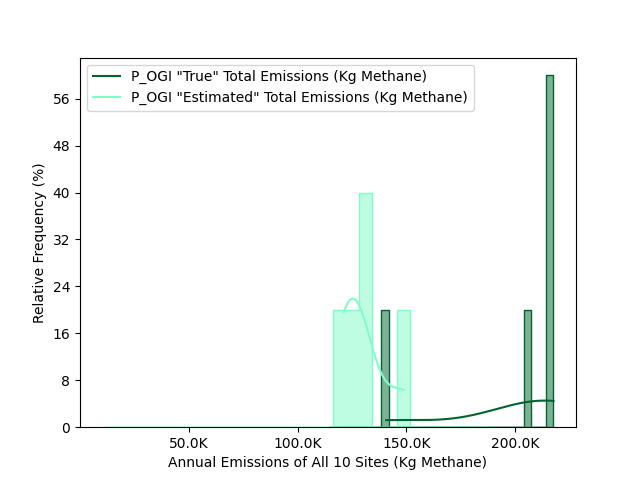 P_OGI "True" Total Emissions (Kg Methane)
P_OGI "Estimated" Total Emissions (Kg Methane)
56
48
40
32
24
16
8
0
Relative Frequency (%)
50.0K 100.0K 150.0K 200.0K
Annual Emissions of All 10 Sites (Kg Methane)